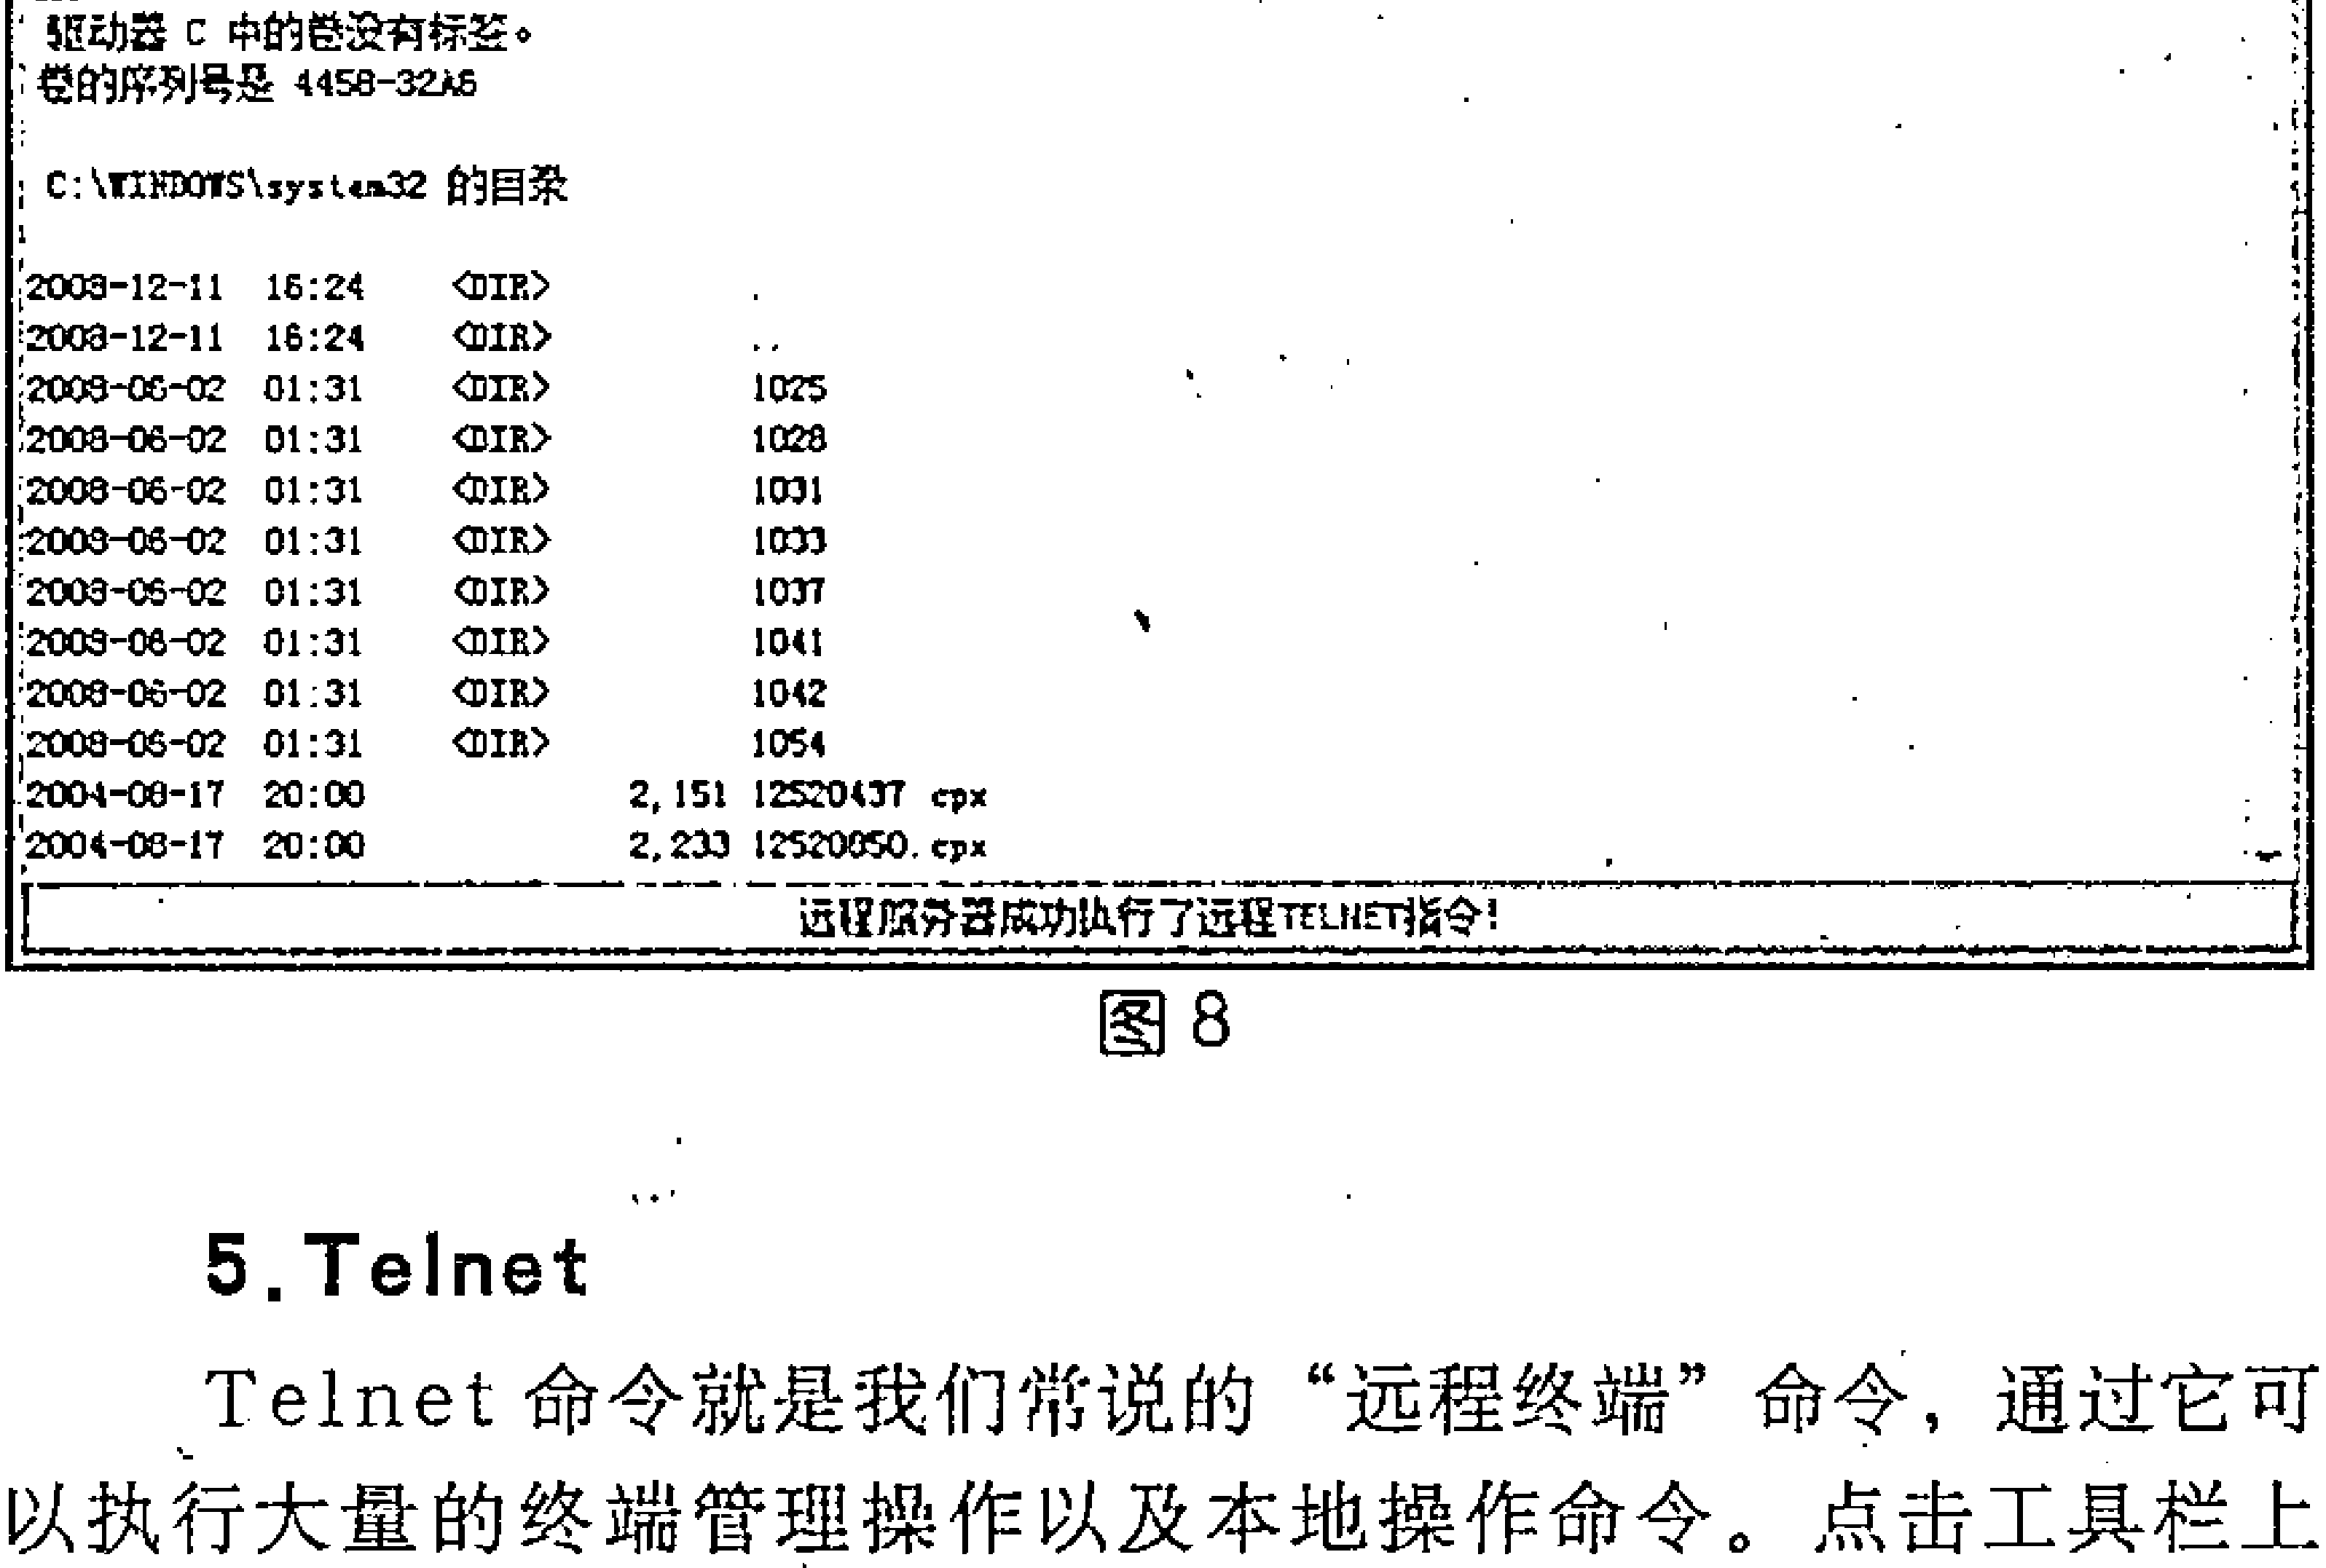 驱动器 C 中的卷没有标签。
卷的序列号是 4458-32A8
C:\WINDOWS\system32 的目录
2008-12-11 16:24 <DIR> .
2008-12-11 16:24 <DIR> ..
2008-06-02 01:31 <DIR> 1025
2008-06-02 01:31 <DIR> 1028
2008-06-02 01:31 <DIR> 1031
2008-06-02 01:31 <DIR> 1033
2008-06-02 01:31 <DIR> 1037
2008-06-02 01:31 <DIR> 1041
2008-06-02 01:31 <DIR> 1042
2008-06-02 01:31 <DIR> 1054
2004-08-17 20:00 2,151 12520437.cpx
2004-08-17 20:00 2,233 12520850.cpx
远程服务器成功执行了远程TELNET指令!
图 8
5.Telnet
Telnet 命令就是我们常说的“远程终端”命令，通过它可
以执行大量的终端管理操作以及本地操作命令。点击工具栏上